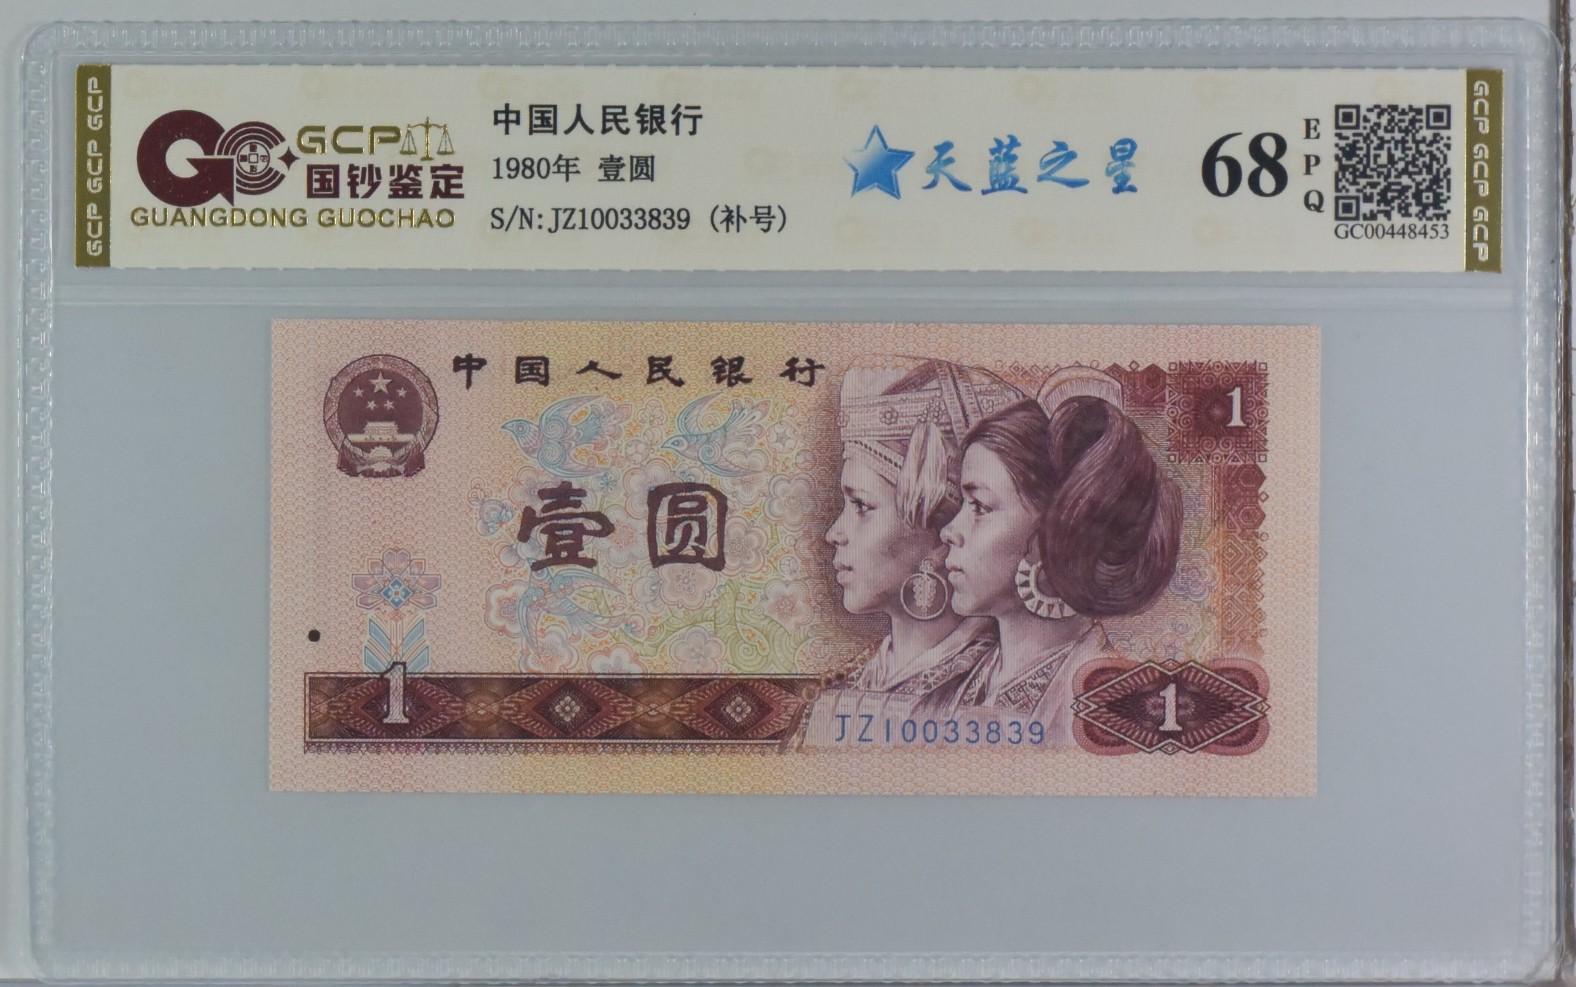 GCP GCP GCP
GCP
国钞鉴定
GUANGDONG GUOCHAO
中国人民银行
1980年 壹圆
S/N: JZ10033839 (补号)
天蓝之星
68
EPQ
GC00448453
GCP GCP GCP
中国人民银行
1
壹圆
1
JZ10033839
1